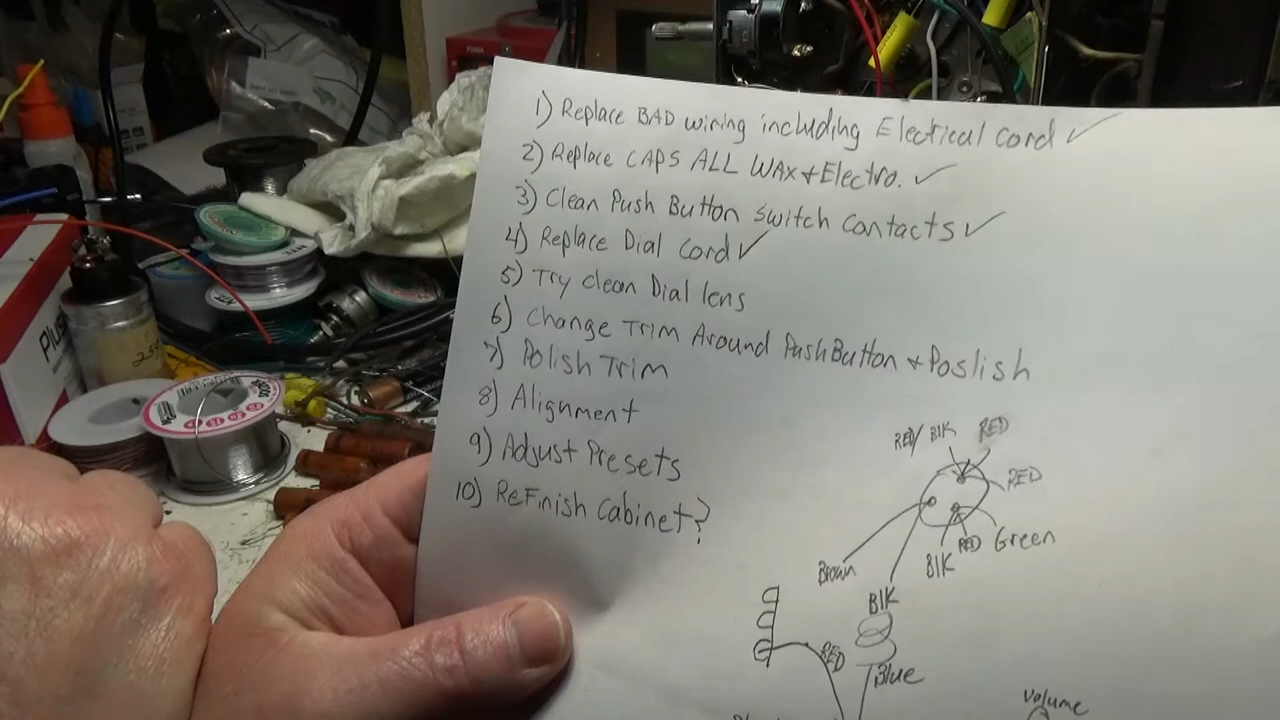 1) Replace BAD wiring including Electrical Cord ✓
2) Replace CAPS ALL WAX & Electro. ✓
3) Clean Push Button Switch Contacts ✓
4) Replace Dial Cord ✓
5) Try Clean Dial lens
6) Change Trim Around PushButton & Poslish
7) Polish Trim
8) Alignment
9) Adjust Presets
10) ReFinish Cabinet?
RED/BlK
RED
RED
Green
RED
BlK
Brown
BlK
RED
Blue
Volume